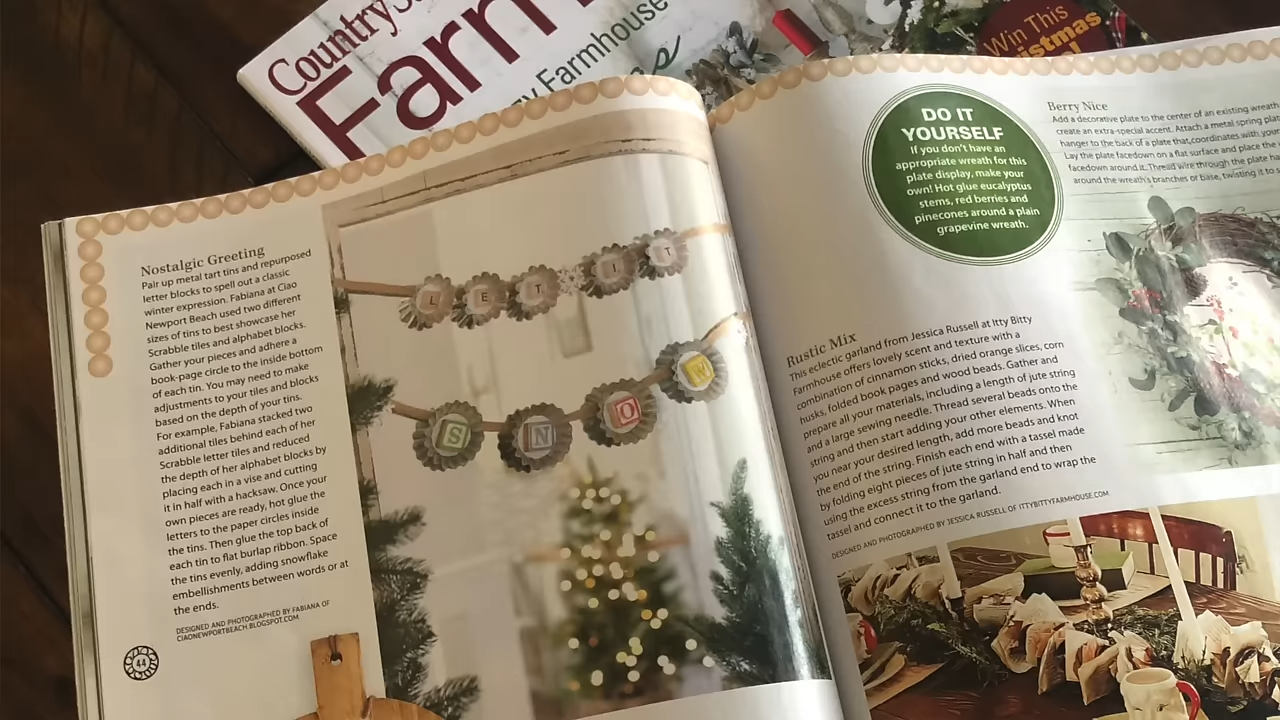 Country
Farm
Farmhouse
Win This
Nostalgic Greeting
Pair up metal tart tins and repurposed
letter blocks to spell out a classic
winter expression. Fabiana at Ciao
Newport Beach used two different
sizes of tins to best showcase her
Scrabble tiles and alphabet blocks.
Gather your pieces and adhere a
book-page circle to the inside bottom
of each tin. You may need to make
adjustments to your tiles and blocks
based on the depth of your tins.
For example, Fabiana stacked two
additional tiles behind each of her
Scrabble letter tiles and reduced
the depth of her alphabet blocks by
placing each in a vise and cutting
it in half with a hacksaw. Once your
own pieces are ready, hot glue the
letters to the paper circles inside
the tins. Then glue the top back of
each tin to flat burlap ribbon. Space
the tins evenly, adding snowflake
embellishments between words or at
the ends.
DESIGNED AND PHOTOGRAPHED BY FABIANA OF
CIAONEWPORTBEACH.BLOGSPOT.COM
44
LET IT
SNOW
DO IT
YOURSELF
If you don't have an
appropriate wreath for this
plate display, make your
own! Hot glue eucalyptus
stems, red berries and
pinecones around a plain
grapevine wreath.
Berry Nice
Add a decorative plate to the center of an existing wreath
create an extra-special accent. Attach a metal spring
hanger to the back of a plate that coordinates with your
Lay the plate facedown on a flat surface and place the
facedown around it. Thread wire through the plate
around the wreath's branches or base, twisting it to
Rustic Mix
This eclectic garland from Jessica Russell at Itty Bitty
Farmhouse offers lovely scent and texture with a
combination of cinnamon sticks, dried orange slices, corn
husks, folded book pages and wood beads. Gather and
prepare all your materials, including a length of jute string
and a large sewing needle. Thread several beads onto the
string and then start adding your other elements. When
you near your desired length, add more beads and knot
the end of the string. Finish each end with a tassel made
by folding eight pieces of jute string in half and then
using the excess string from the garland end to wrap the
tassel and connect it to the garland.
DESIGNED AND PHOTOGRAPHED BY JESSICA RUSSELL OF ITTYBITTYFARMHOUSE.COM